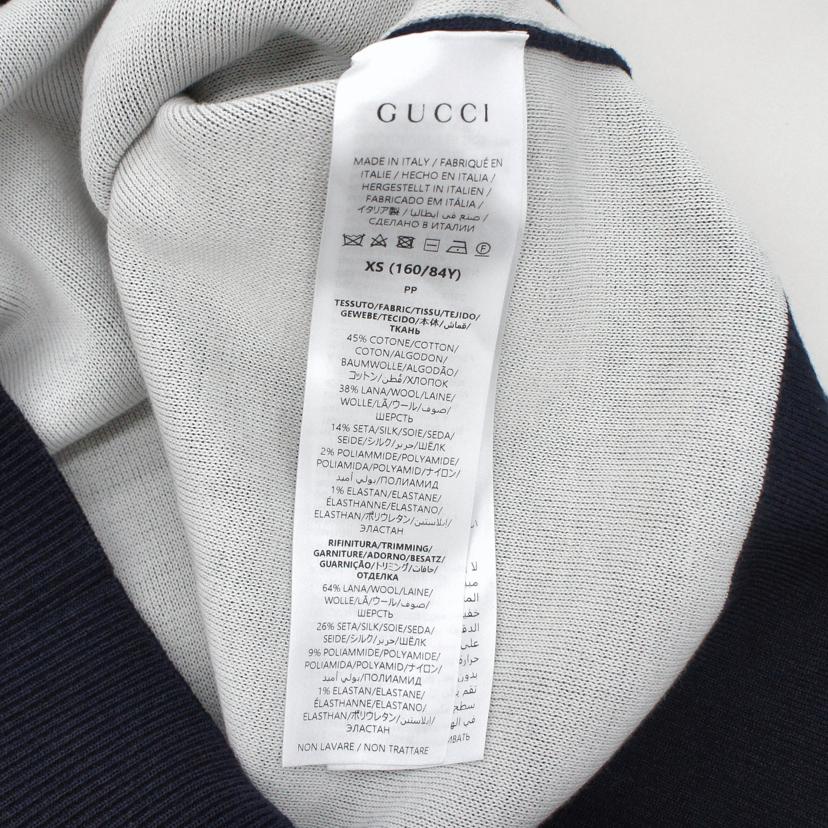 GUCCI
MADE IN ITALY / FABRIQUÉ EN
ITALIE / HECHO EN ITALIA /
HERGESTELLT IN ITALIEN /
FABRICADO EM ITÁLIA /
イタリア製 / صنع في ايطاليا /
СДЕЛАНО В ИТАЛИИ
P
XS (160/84Y)
PP
TESSUTO/FABRIC/TISSU/TEJIDO/
GEWEBE/TECIDO/本体/قماش/
ТКАНЬ
45% COTONE/COTTON/
COTON/ALGODON/
BAUMWOLLE/ALGODÃO/
コットン/قطن/ХЛОПОК
38% LANA/WOOL/LAINE/
WOLLE/LÃ/ウール/صوف/
ШЕРСТЬ
14% SETA/SILK/SOIE/SEDA/
SEIDE/シルク/حرير/ШЁЛК
2% POLIAMMIDE/POLYAMIDE/
POLIAMIDA/POLYAMID/ナイロン/
بولي أميد/ПОЛИАМИД
1% ELASTAN/ELASTANE/
ÉLASTHANNE/ELASTANO/
ELASTHAN/ポリウレタン/إيلاستين/
ЭЛАСТАН
RIFINITURA/TRIMMING/
GARNITURE/ADORNO/BESATZ/
GUARNIÇÃO/トリミング/حافات/
ОТДЕЛКА
64% LANA/WOOL/LAINE/
WOLLE/LÃ/ウール/صوف/
ШЕРСТЬ
26% SETA/SILK/SOIE/SEDA/
SEIDE/シルク/حرير/ШЁЛК
9% POLIAMMIDE/POLYAMIDE/
POLIAMIDA/POLYAMID/ナイロン/
بولي أميد/ПОЛИАМИД
1% ELASTAN/ELASTANE/
ÉLASTHANNE/ELASTANO/
ELASTHAN/ポリウレタン/إيلاستين/
ЭЛАСТАН
NON LAVARE / NON TRATTARE